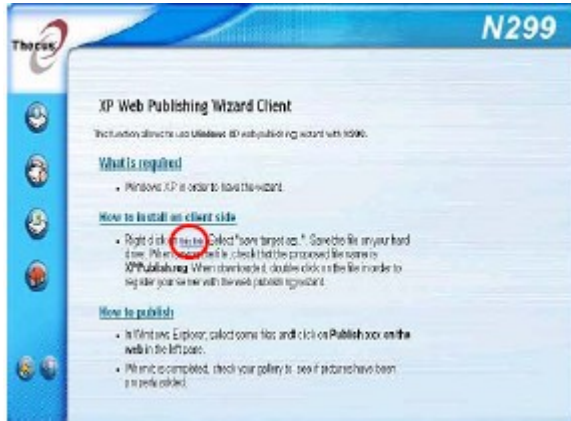 N299
Thecus
XP Web Publishing Wizard Client
This function allows to use Windows XP web publishing wizard with N299.
What is required
Windows XP in order to have the wizard.
How to install on client side
Right click on this link. Select "save target as...". Save the file on your hard
drive. When the file, check that the proposed file name is
XPPublish.reg. When downloaded, double click on the file in order to
register your server with the web publishing wizard.
How to publish
In Windows Explorer, select some files and click on Publish xxx on the
web in the left pane.
When it is completed, check your gallery to see if pictures have been
properly added.